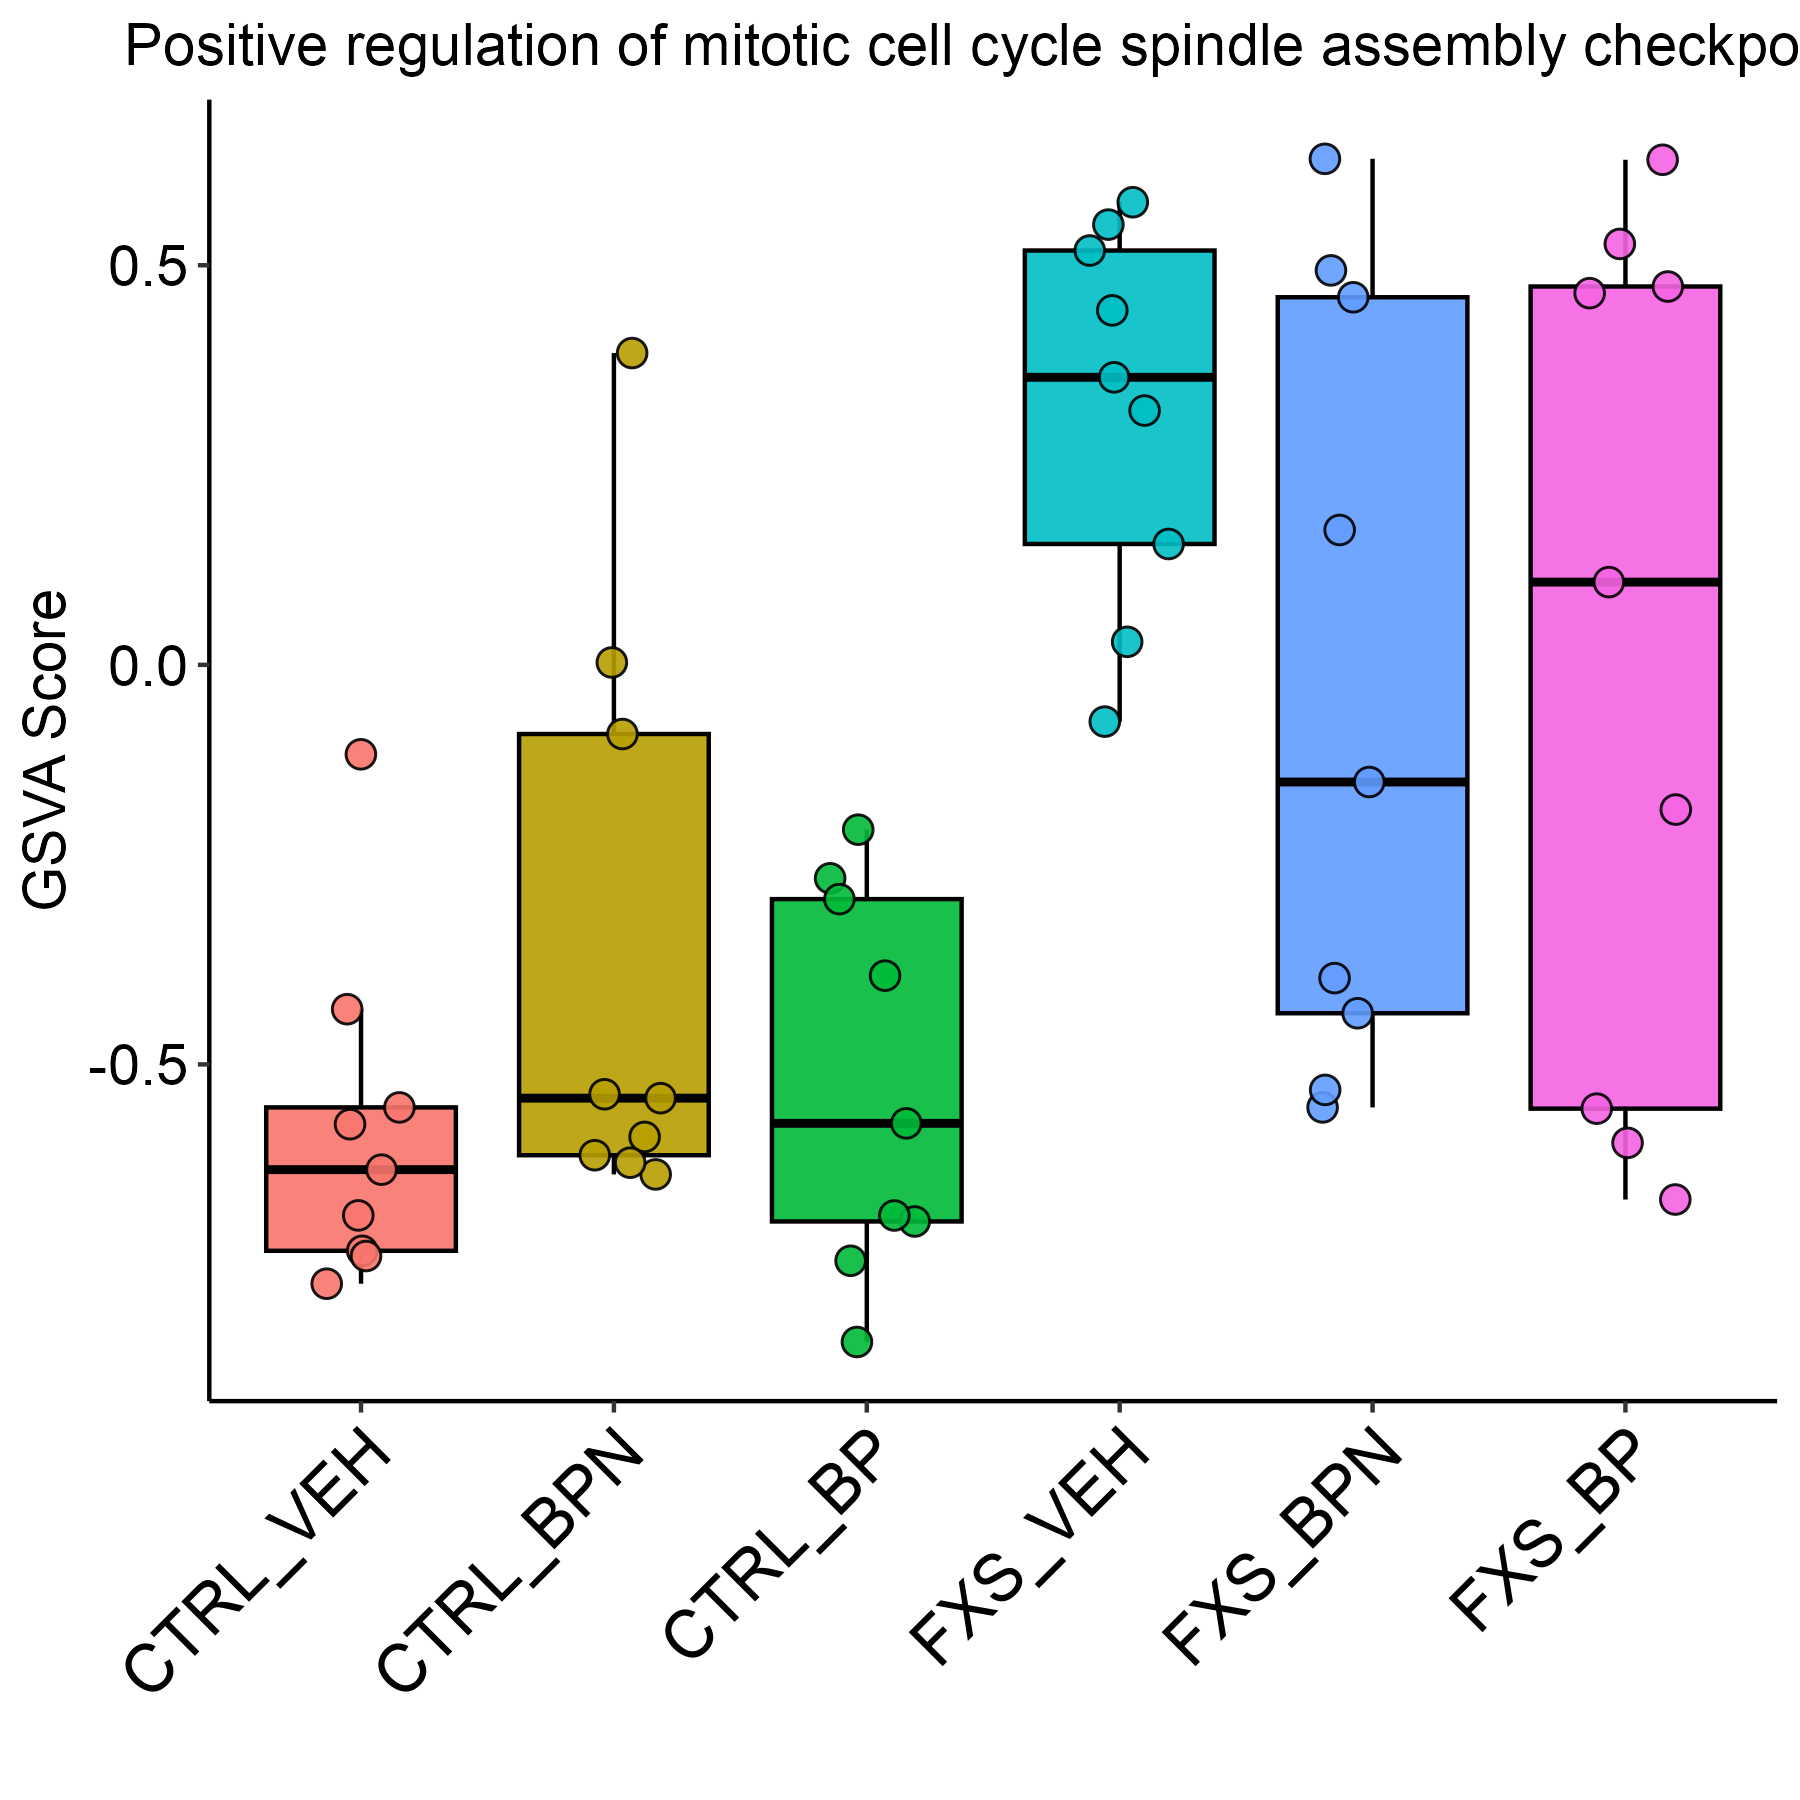 Positive regulation of mitotic cell cycle spindle assembly checkpo
GSVA Score
0.5
0.0
-0.5
CTRL_VEH
CTRL_BPN
CTRL_BP
FXS_VEH
FXS_BPN
FXS_BP